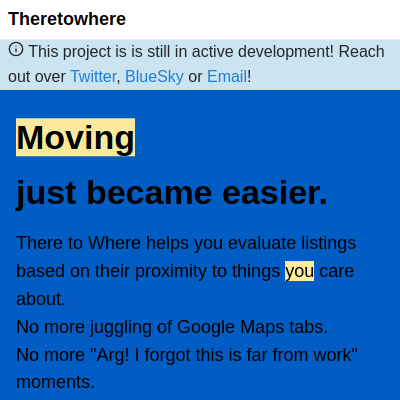 Theretowhere
This project is is still in active development! Reach
out over Twitter, BlueSky or Email!
Moving
just became easier.
There to Where helps you evaluate listings
based on their proximity to things you care
about.
No more juggling of Google Maps tabs.
No more "Arg! I forgot this is far from work"
moments.